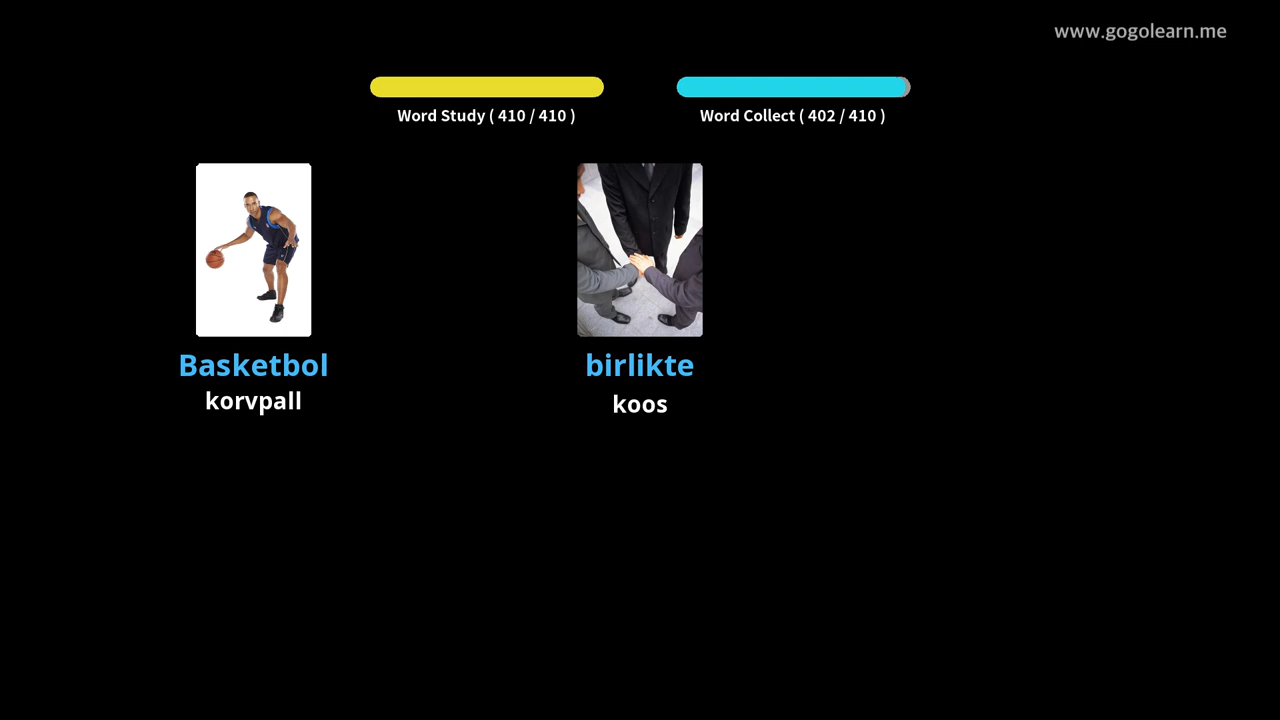 www.gogolearn.me
Word Study ( 410 / 410 )
Word Collect ( 402 / 410 )
Basketbol
korvpall
birlikte
koos